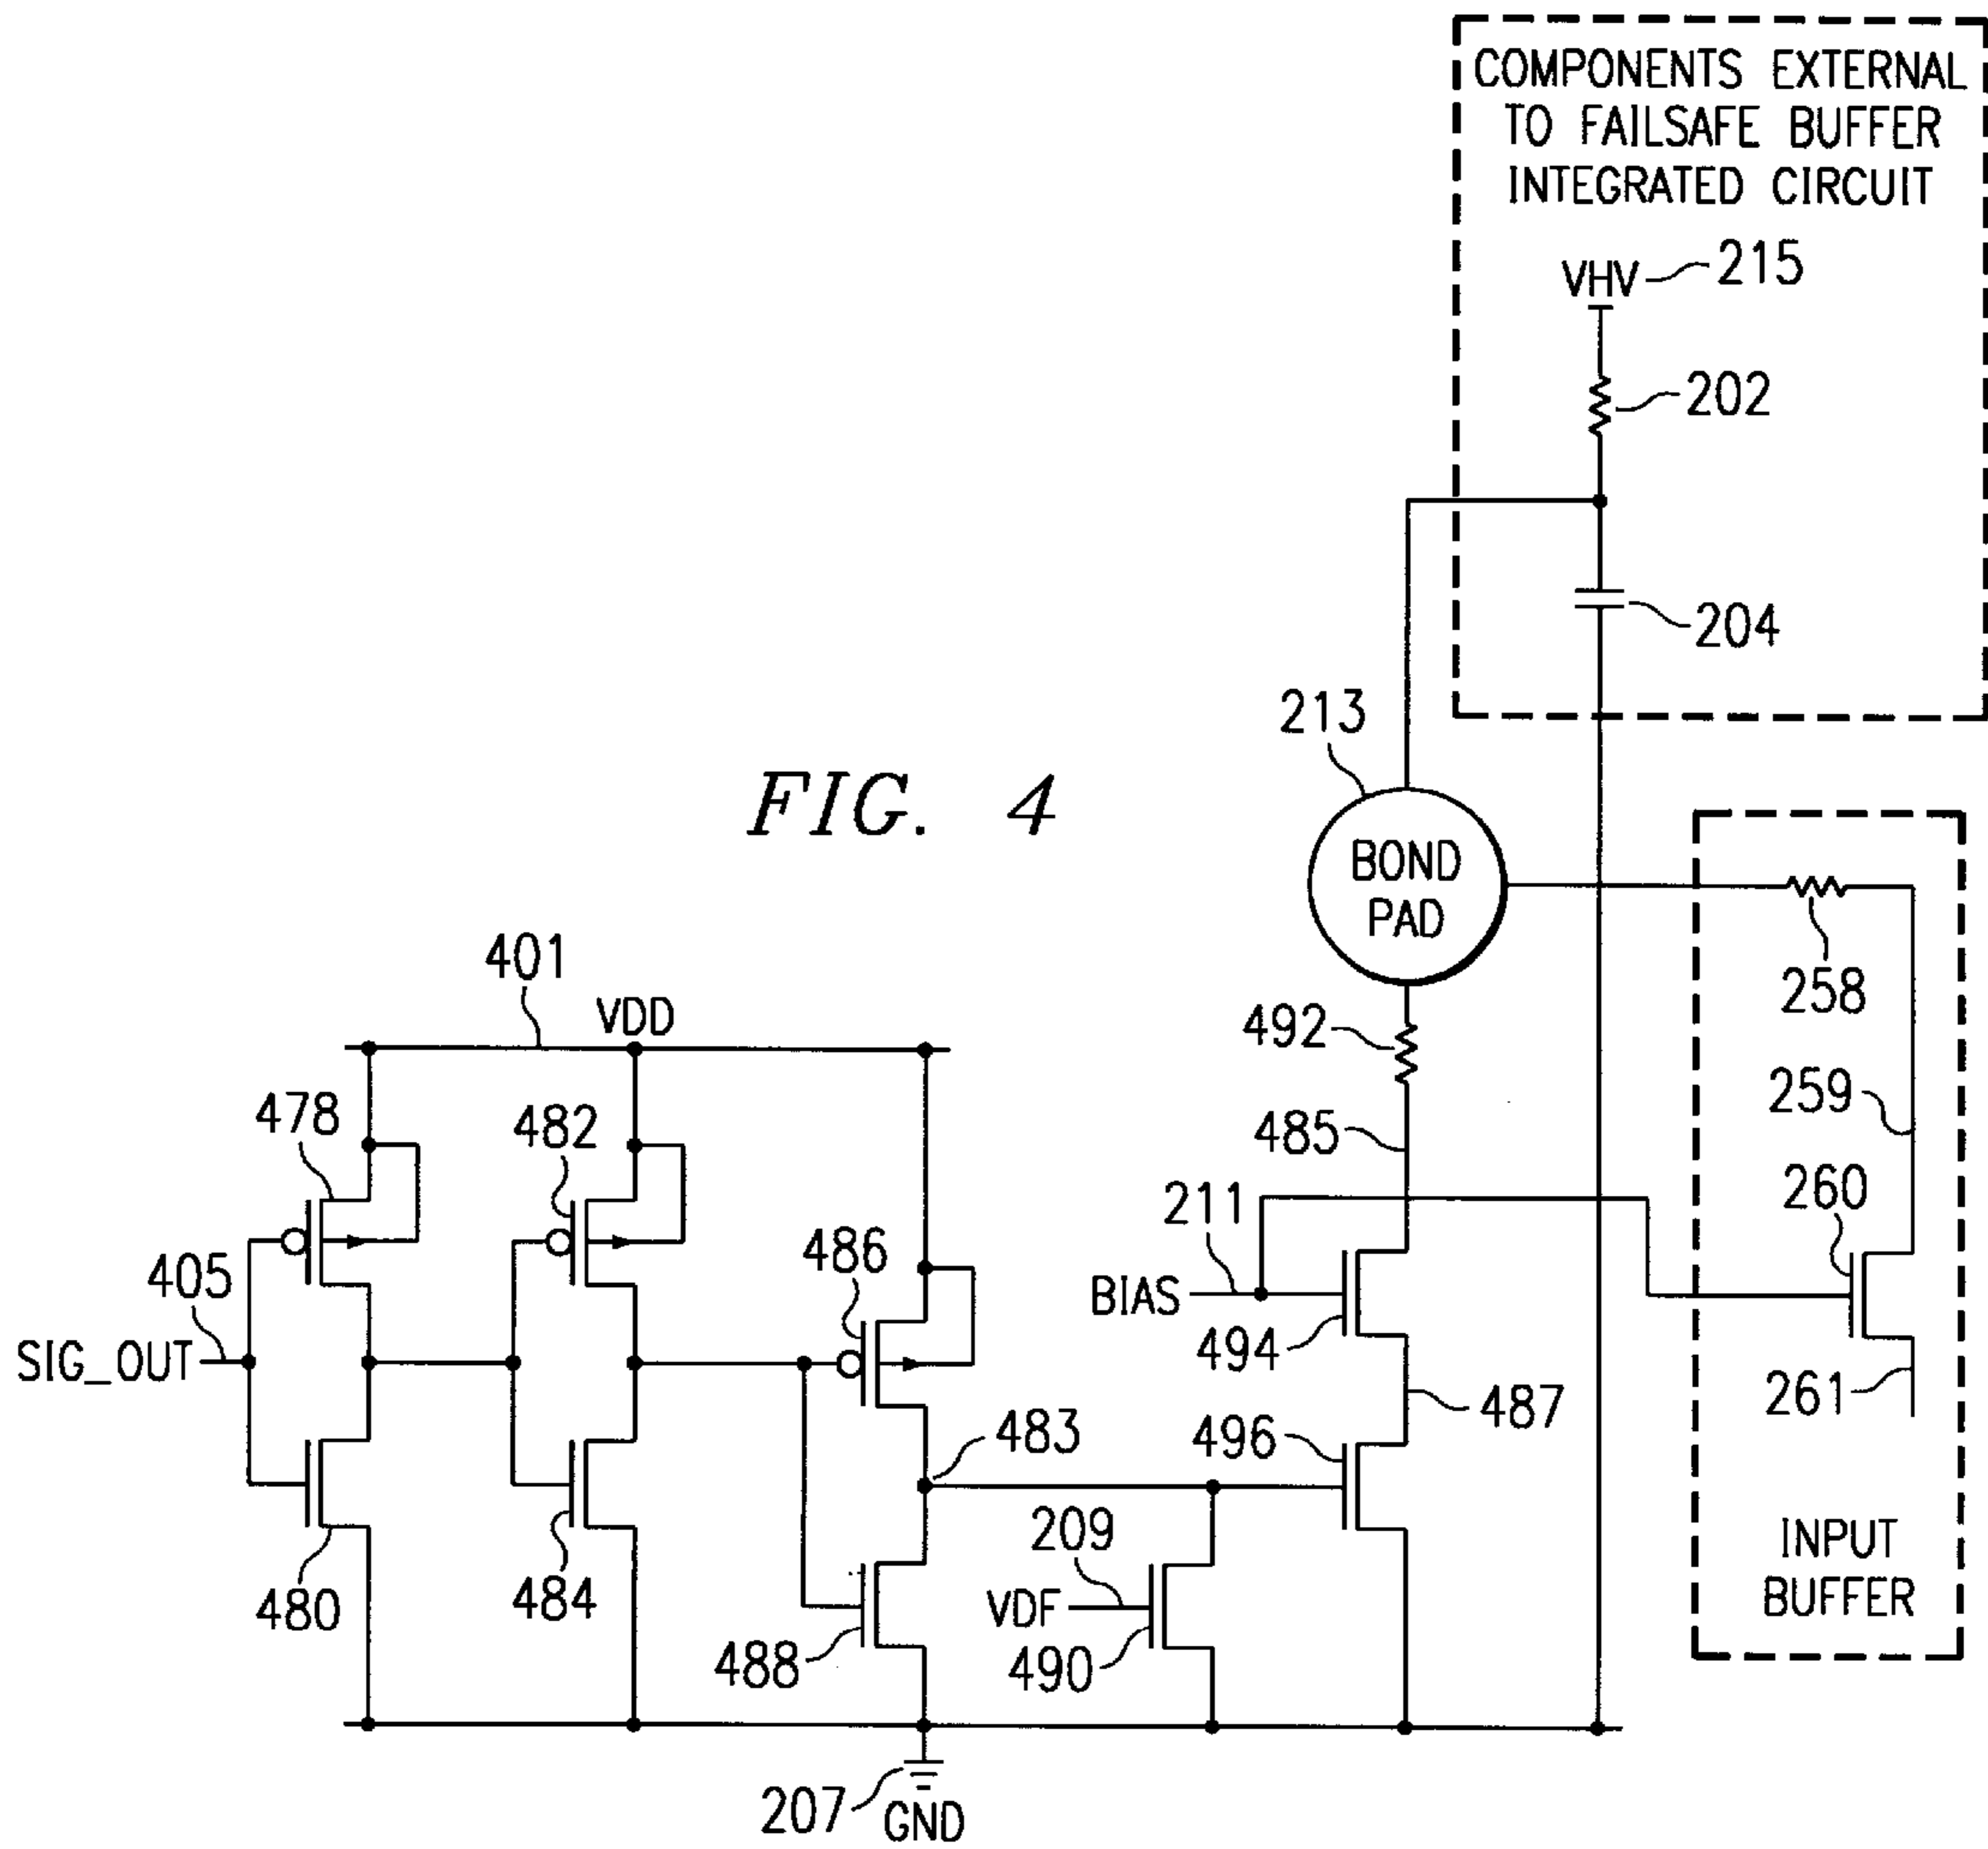 COMPONENTS EXTERNAL
TO FAILSAFE BUFFER
INTEGRATED CIRCUIT
VHV
215
202
204
213
FIG. 4
BOND
PAD
258
401
VDD
492
259
478
482
485
260
211
486
405
BIAS
494
SIG_OUT
261
487
483
496
209
INPUT
BUFFER
480
484
VDF
488
490
207
GND